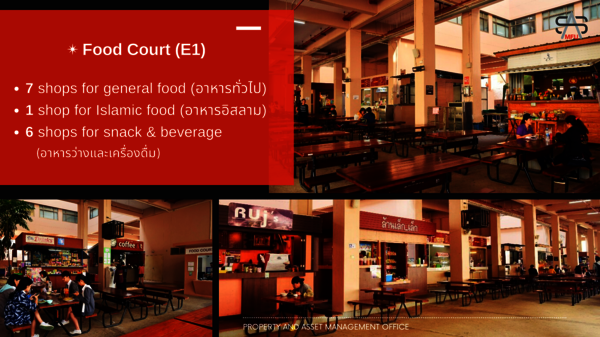 ✴ Food Court (E1)
• 7 shops for general food (อาหารทั่วไป)
• 1 shop for Islamic food (อาหารอิสลาม)
• 6 shops for snack & beverage
(อาหารว่างและเครื่องดื่ม)
coffee
RUJ
PROPERTY AND ASSET MANAGEMENT OFFICE